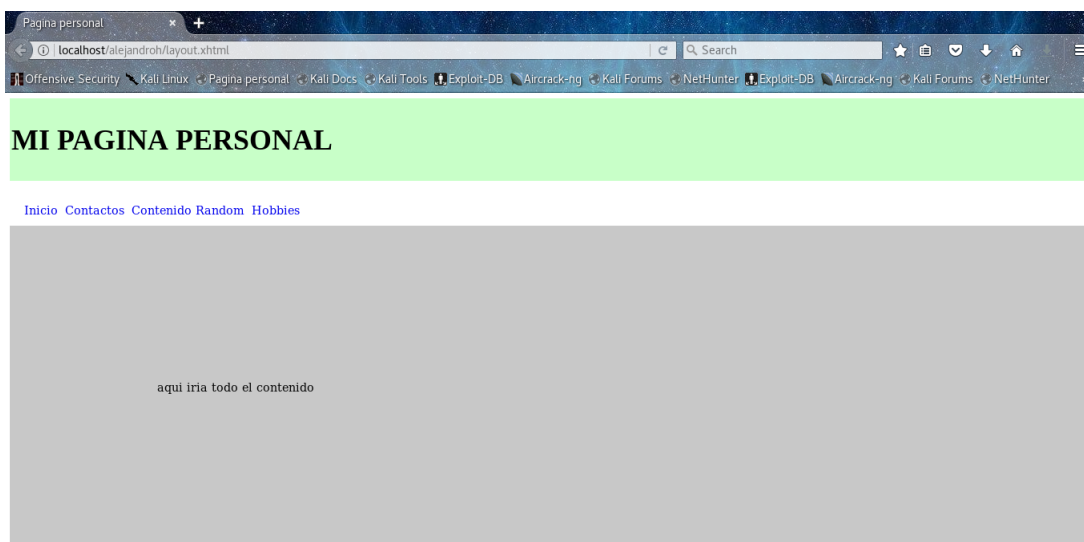 Pagina personal
localhost/alejandroh/layout.xhtml Search
Offensive Security Kali Linux Pagina personal Kali Docs Kali Tools Exploit-DB Aircrack-ng Kali Forums NetHunter Exploit-DB Aircrack-ng Kali Forums NetHunter
MI PAGINA PERSONAL
Inicio Contactos Contenido Random Hobbies
aqui iria todo el contenido